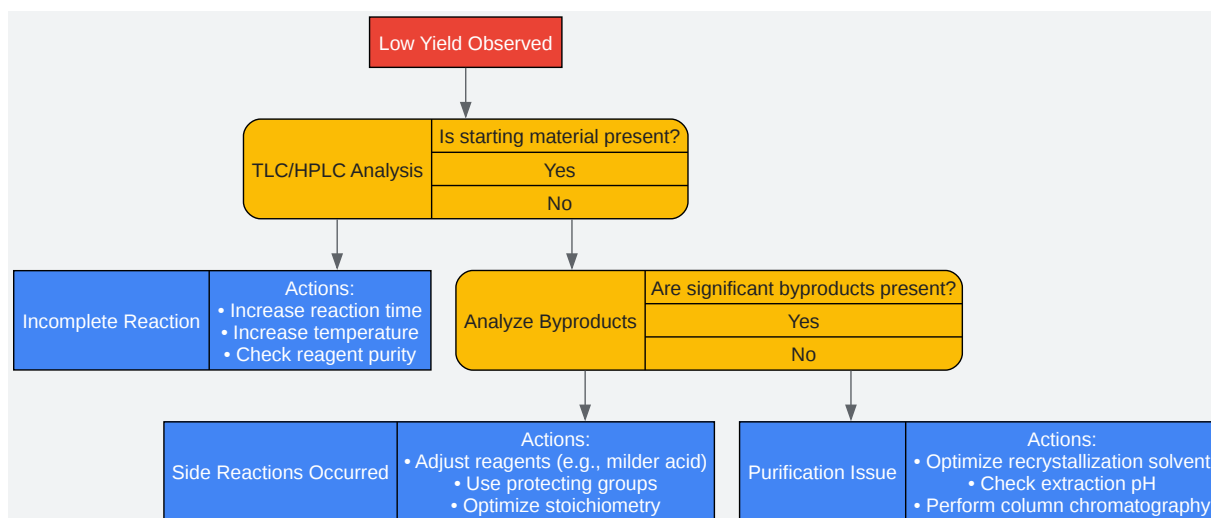 Low Yield Observed
TLC/HPLC Analysis
Is starting material present?
Yes
No
Incomplete Reaction
Actions:
• Increase reaction time
• Increase temperature
• Check reagent purity
Analyze Byproducts
Are significant byproducts present?
Yes
No
Side Reactions Occurred
Actions:
• Adjust reagents (e.g., milder acid)
• Use protecting groups
• Optimize stoichiometry
Purification Issue
Actions:
• Optimize recrystallization solvent
• Check extraction pH
• Perform column chromatography